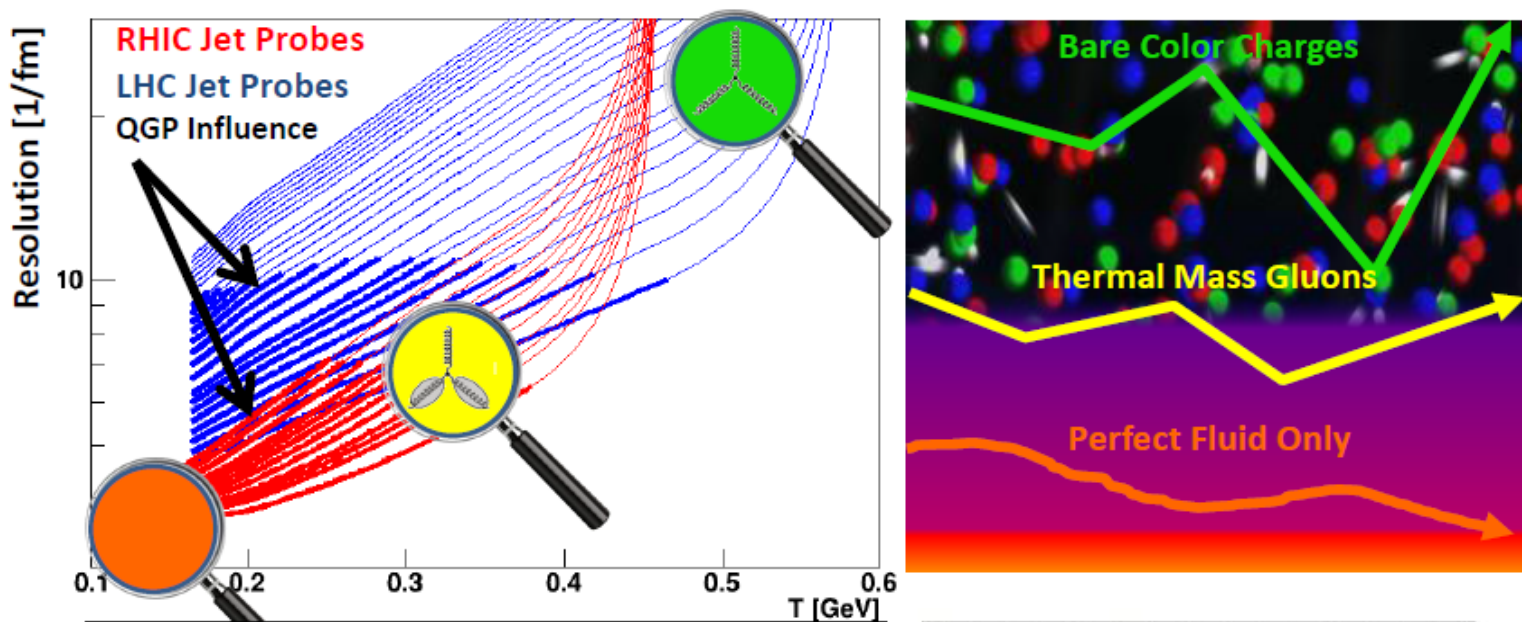 RHIC Jet Probes
LHC Jet Probes
QGP Influence
Resolution [1/fm]
10
0.1
0.2
0.3
0.4
0.5
0.6
T [GeV]
Bare Color Charges
Thermal Mass Gluons
Perfect Fluid Only